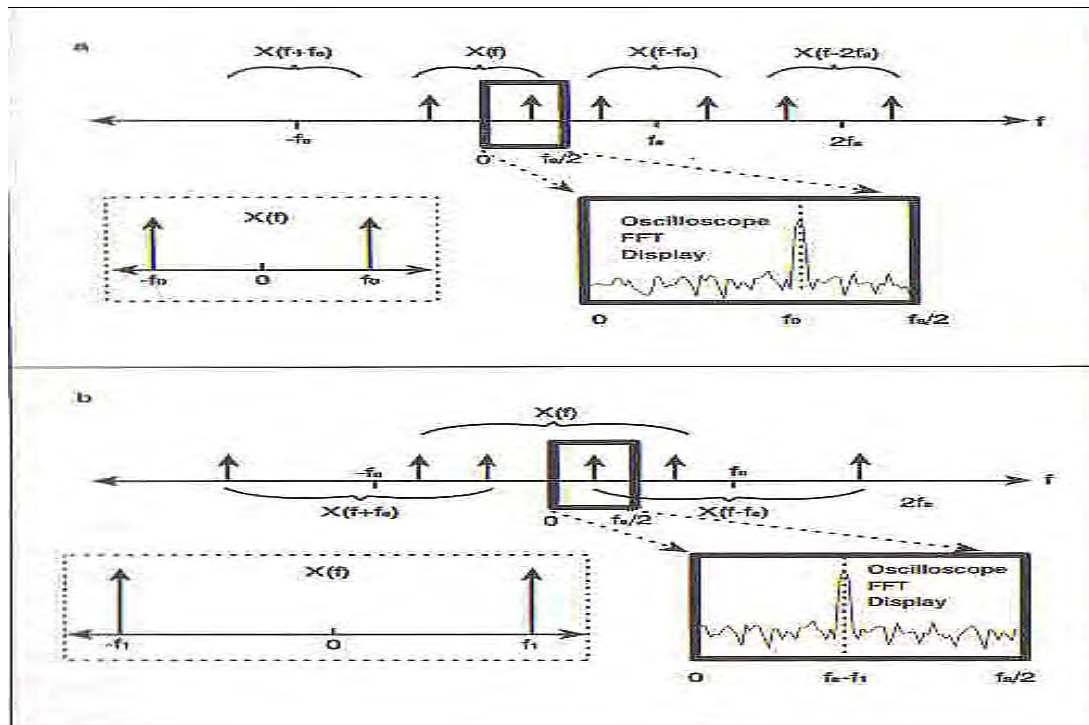 a
X(f+fs) X(f) X(f-fs) X(f-2fs)
f
-fs 0 fs/2 fs 2fs
X(f)
Oscilloscope
FFT
Display
-f0 0 f0
0 f0 fs/2
b
X(f)
-fs fs f
X(f+fs) 0 fs/2 X(f-fs) 2fs
X(f)
Oscilloscope
FFT
Display
-f1 0 f1
0 fs-f1 fs/2